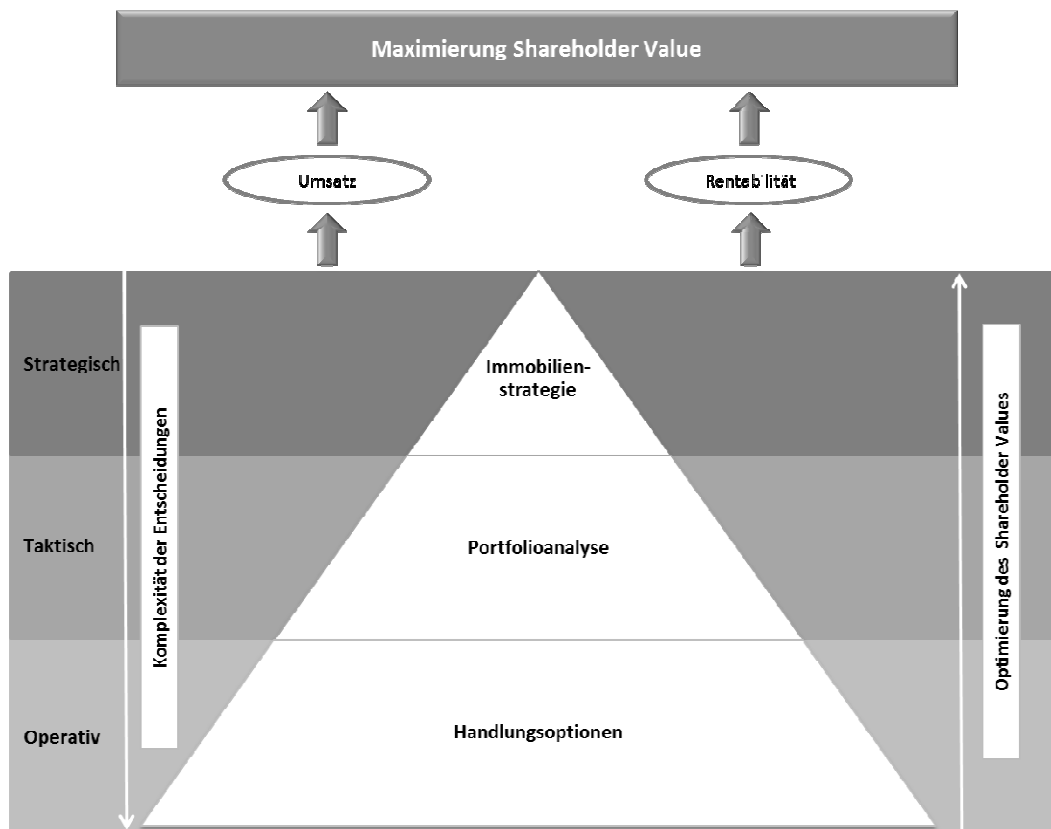 Maximierung Shareholder Value
Umsatz
Rentabilität
Strategisch
Immobilien-
strategie
Komplexität der Entscheidungen
Optimierung des Shareholder Values
Taktisch
Portfolioanalyse
Operativ
Handlungsoptionen